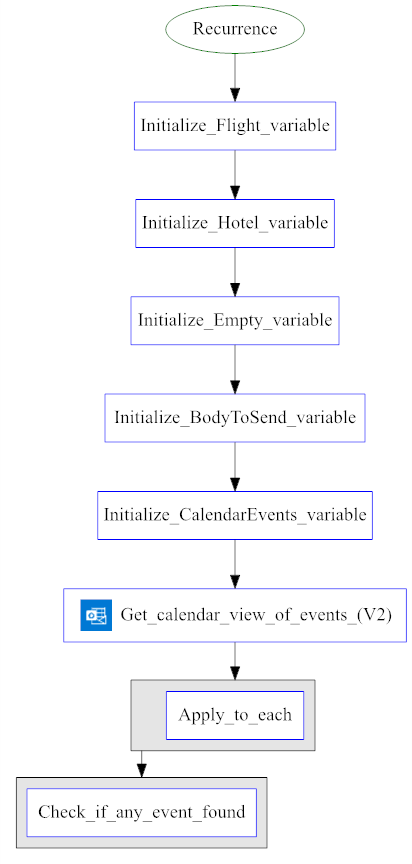 Recurrence
Initialize_Flight_variable
Initialize_Hotel_variable
Initialize_Empty_variable
Initialize_BodyToSend_variable
Initialize_CalendarEvents_variable
Get_calendar_view_of_events_(V2)
Apply_to_each
Check_if_any_event_found